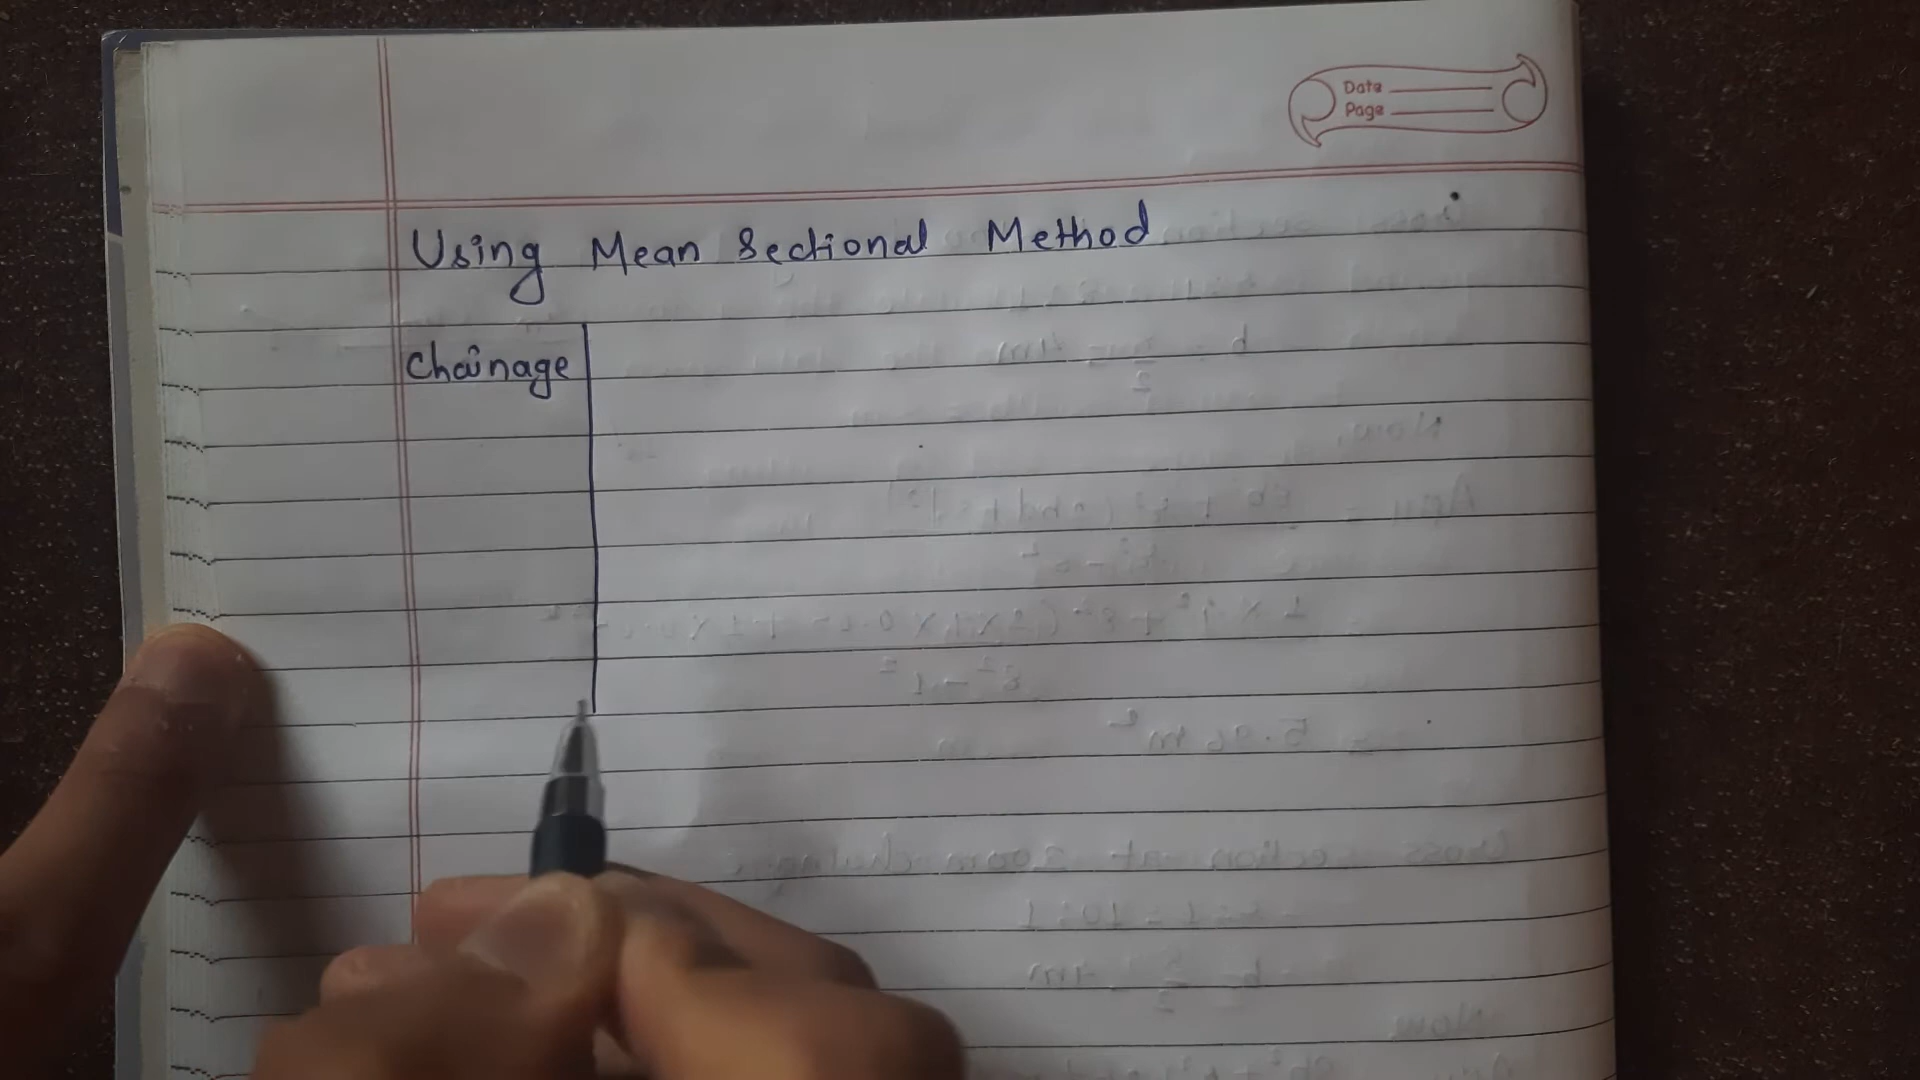 Date
Page
Using Mean Sectional Method
Chainage